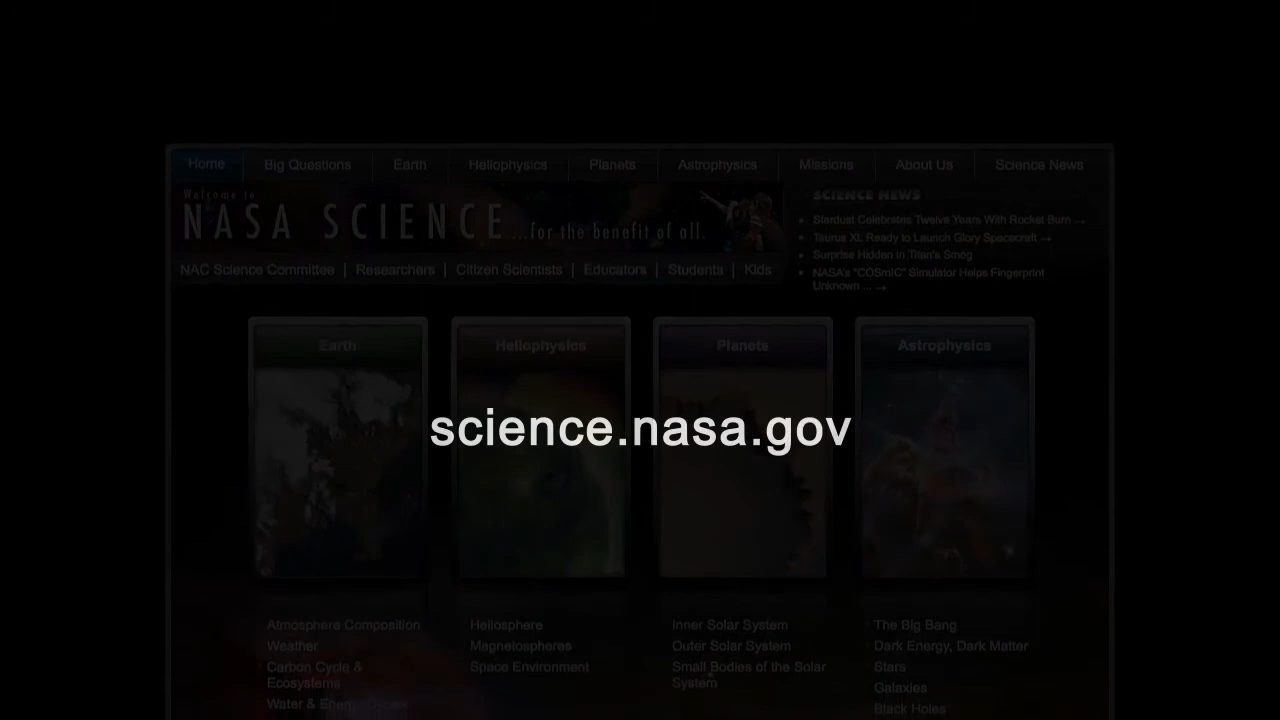 Home Big Questions Earth Heliophysics Planets Astrophysics Missions About Us Science News
Welcome to
NASA SCIENCE ...for the benefit of all.
NAC Science Committee | Researchers | Citizen Scientists | Educators | Students | Kids
SCIENCE NEWS
Stardust Celebrates Twelve Years With Rocket Burn →
Taurus XL Ready to Launch Glory Spacecraft →
Surprise Hidden in Titan's Smog
NASA's "COSmIC" Simulator Helps Fingerprint
Unknown ... →
Earth Heliophysics Planets Astrophysics
science.nasa.gov
Atmosphere Composition
Weather
Carbon Cycle &
Ecosystems
Water & Energy
Heliosphere
Magnetospheres
Space Environment
Inner Solar System
Outer Solar System
Small Bodies of the Solar
System
The Big Bang
Dark Energy, Dark Matter
Stars
Galaxies
Black Holes